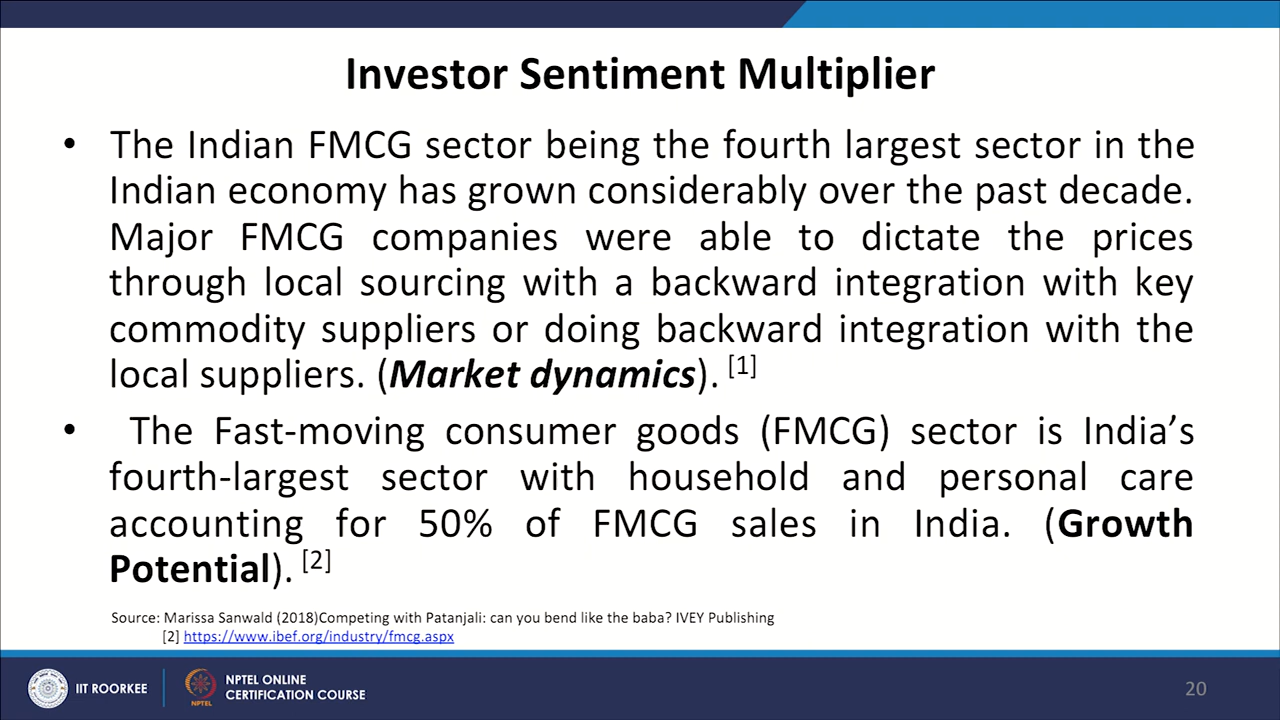 Investor Sentiment Multiplier
• The Indian FMCG sector being the fourth largest sector in the
Indian economy has grown considerably over the past decade.
Major FMCG companies were able to dictate the prices
through local sourcing with a backward integration with key
commodity suppliers or doing backward integration with the
local suppliers. (Market dynamics). [1]
• The Fast-moving consumer goods (FMCG) sector is India’s
fourth-largest sector with household and personal care
accounting for 50% of FMCG sales in India. (Growth
Potential). [2]
Source: Marissa Sanwald (2018)Competing with Patanjali: can you bend like the baba? IVEY Publishing
[2] https://www.ibef.org/industry/fmcg.aspx
IIT ROORKEE
NPTEL
NPTEL ONLINE
CERTIFICATION COURSE
20